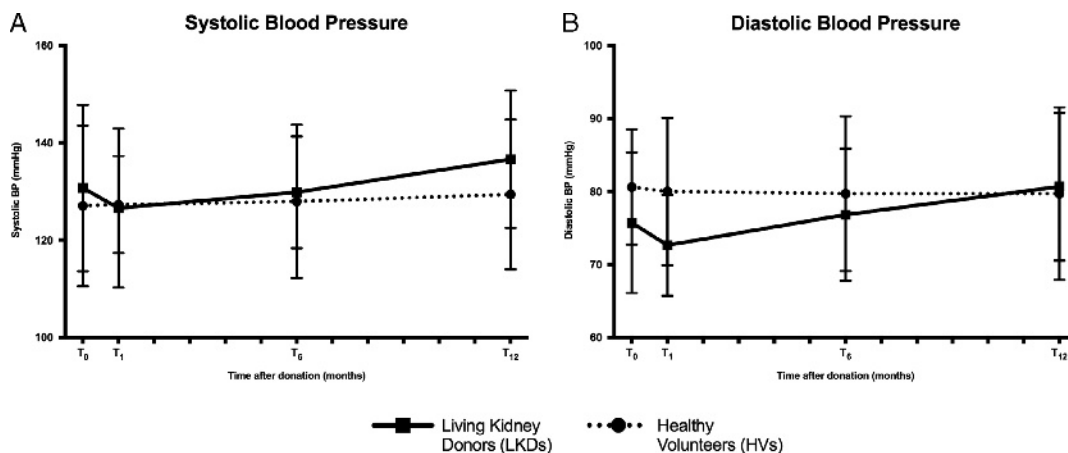 A
Systolic Blood Pressure
160
140
120
100
Systolic BP (mmHg)
T0
T1
T6
T12
Time after donation (months)
B
Diastolic Blood Pressure
100
90
80
70
60
Diastolic BP (mmHg)
T0
T1
T6
T12
Time after donation (months)
Living Kidney
Donors (LKDs)
Healthy
Volunteers (HVs)